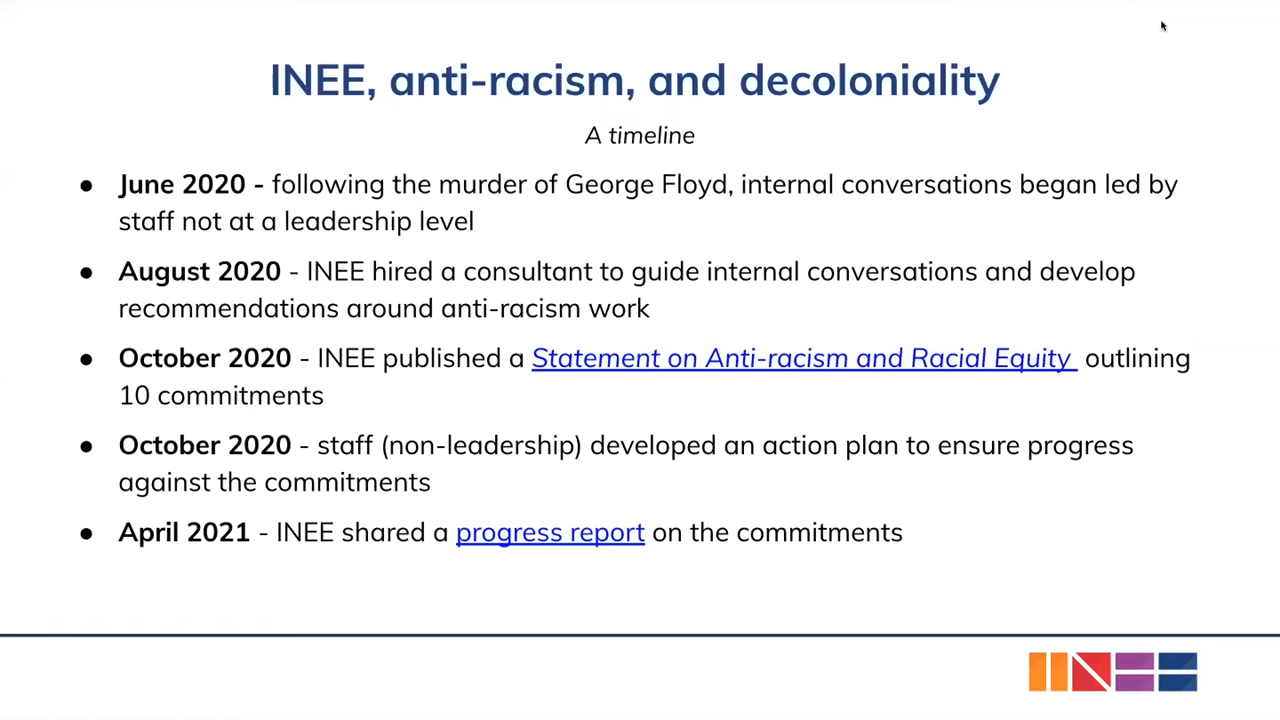 INEE, anti-racism, and decoloniality
A timeline
● June 2020 - following the murder of George Floyd, internal conversations began led by
staff not at a leadership level
● August 2020 - INEE hired a consultant to guide internal conversations and develop
recommendations around anti-racism work
● October 2020 - INEE published a Statement on Anti-racism and Racial Equity outlining
10 commitments
● October 2020 - staff (non-leadership) developed an action plan to ensure progress
against the commitments
● April 2021 - INEE shared a progress report on the commitments
INEE